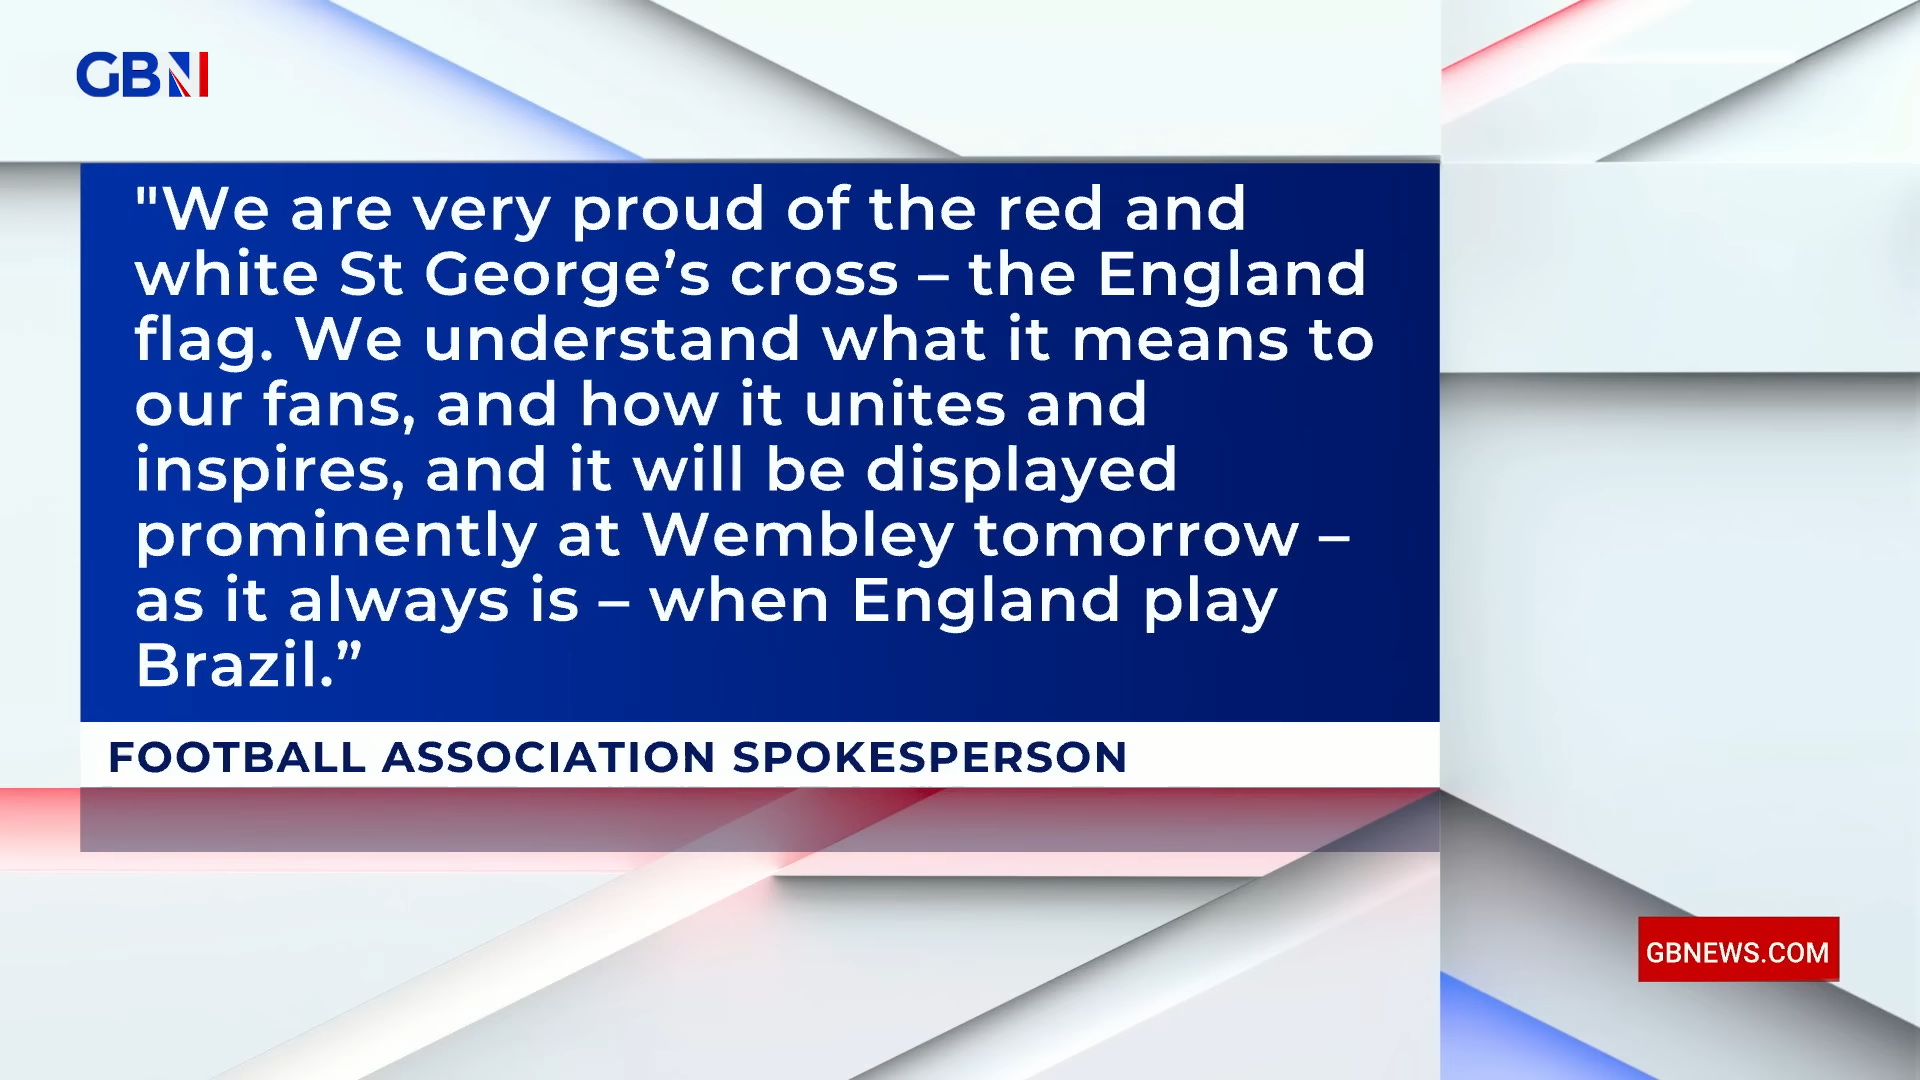 GBN
"We are very proud of the red and
white St George’s cross – the England
flag. We understand what it means to
our fans, and how it unites and
inspires, and it will be displayed
prominently at Wembley tomorrow –
as it always is – when England play
Brazil.”
FOOTBALL ASSOCIATION SPOKESPERSON
GBNEWS.COM